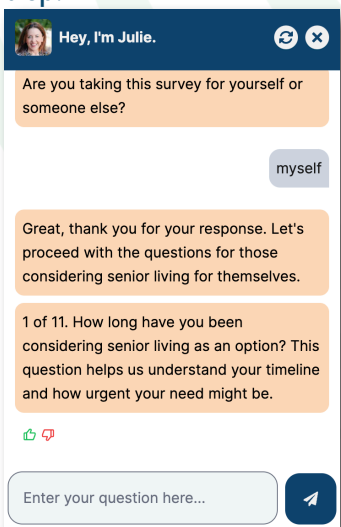 Hey, I'm Julie.
Are you taking this survey for yourself or
someone else?
myself
Great, thank you for your response. Let's
proceed with the questions for those
considering senior living for themselves.
1 of 11. How long have you been
considering senior living as an option? This
question helps us understand your timeline
and how urgent your need might be.
Enter your question here...